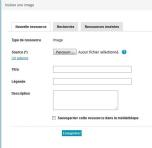 Insérer une image
Nouvelle ressource Recherche Ressources insérées
Type de ressource Image
Source (*) Parcourir... Aucun fichier sélectionné.
Titre
Légende
Description
Sauvegarder cette ressource dans la médiathèque
Enregistrer